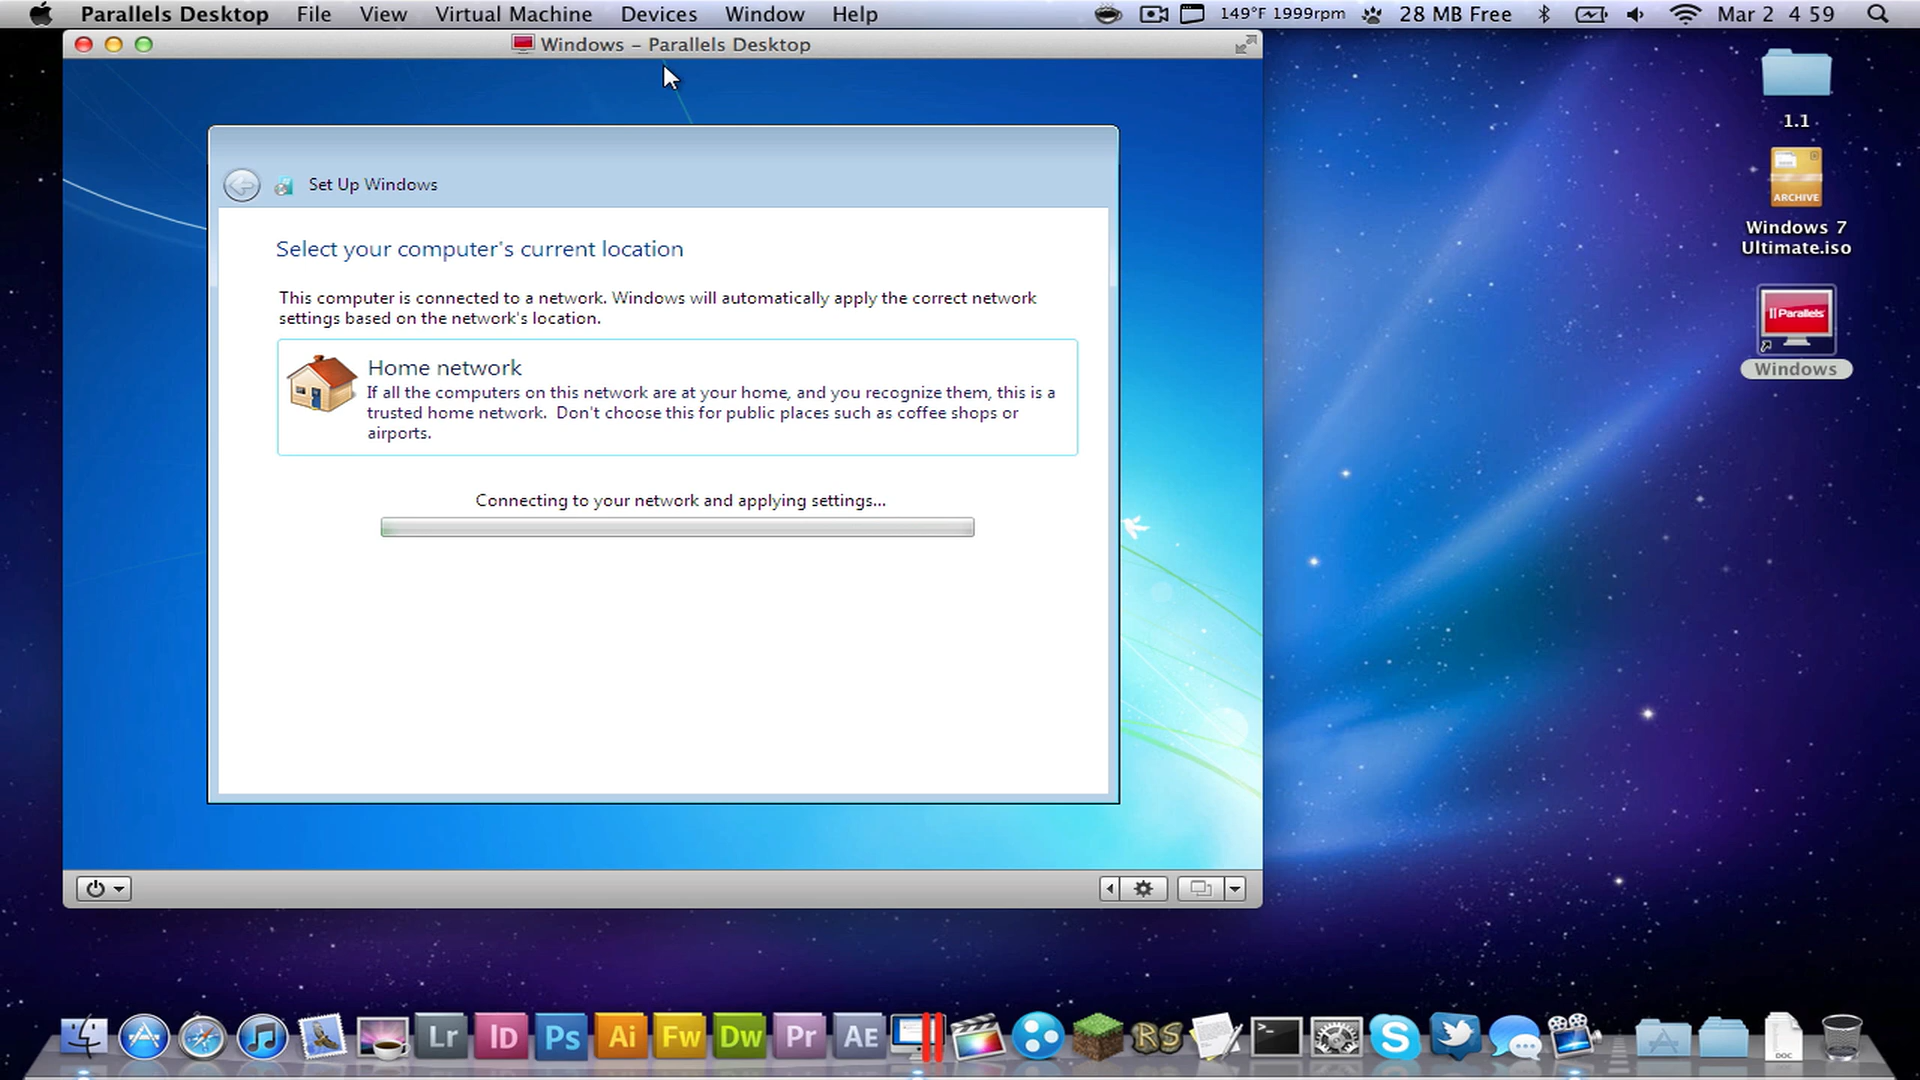 Parallels Desktop File View Virtual Machine Devices Window Help 149°F 1999rpm 28 MB Free Mar 2 4 59
Windows – Parallels Desktop
Set Up Windows
Select your computer's current location
This computer is connected to a network. Windows will automatically apply the correct network
settings based on the network's location.
Home network
If all the computers on this network are at your home, and you recognize them, this is a
trusted home network. Don't choose this for public places such as coffee shops or
airports.
Connecting to your network and applying settings...
1.1
ARCHIVE
Windows 7
Ultimate.iso
Parallels
Windows
Lr ID Ps Ai Fw Dw Pr AE RS S DOC